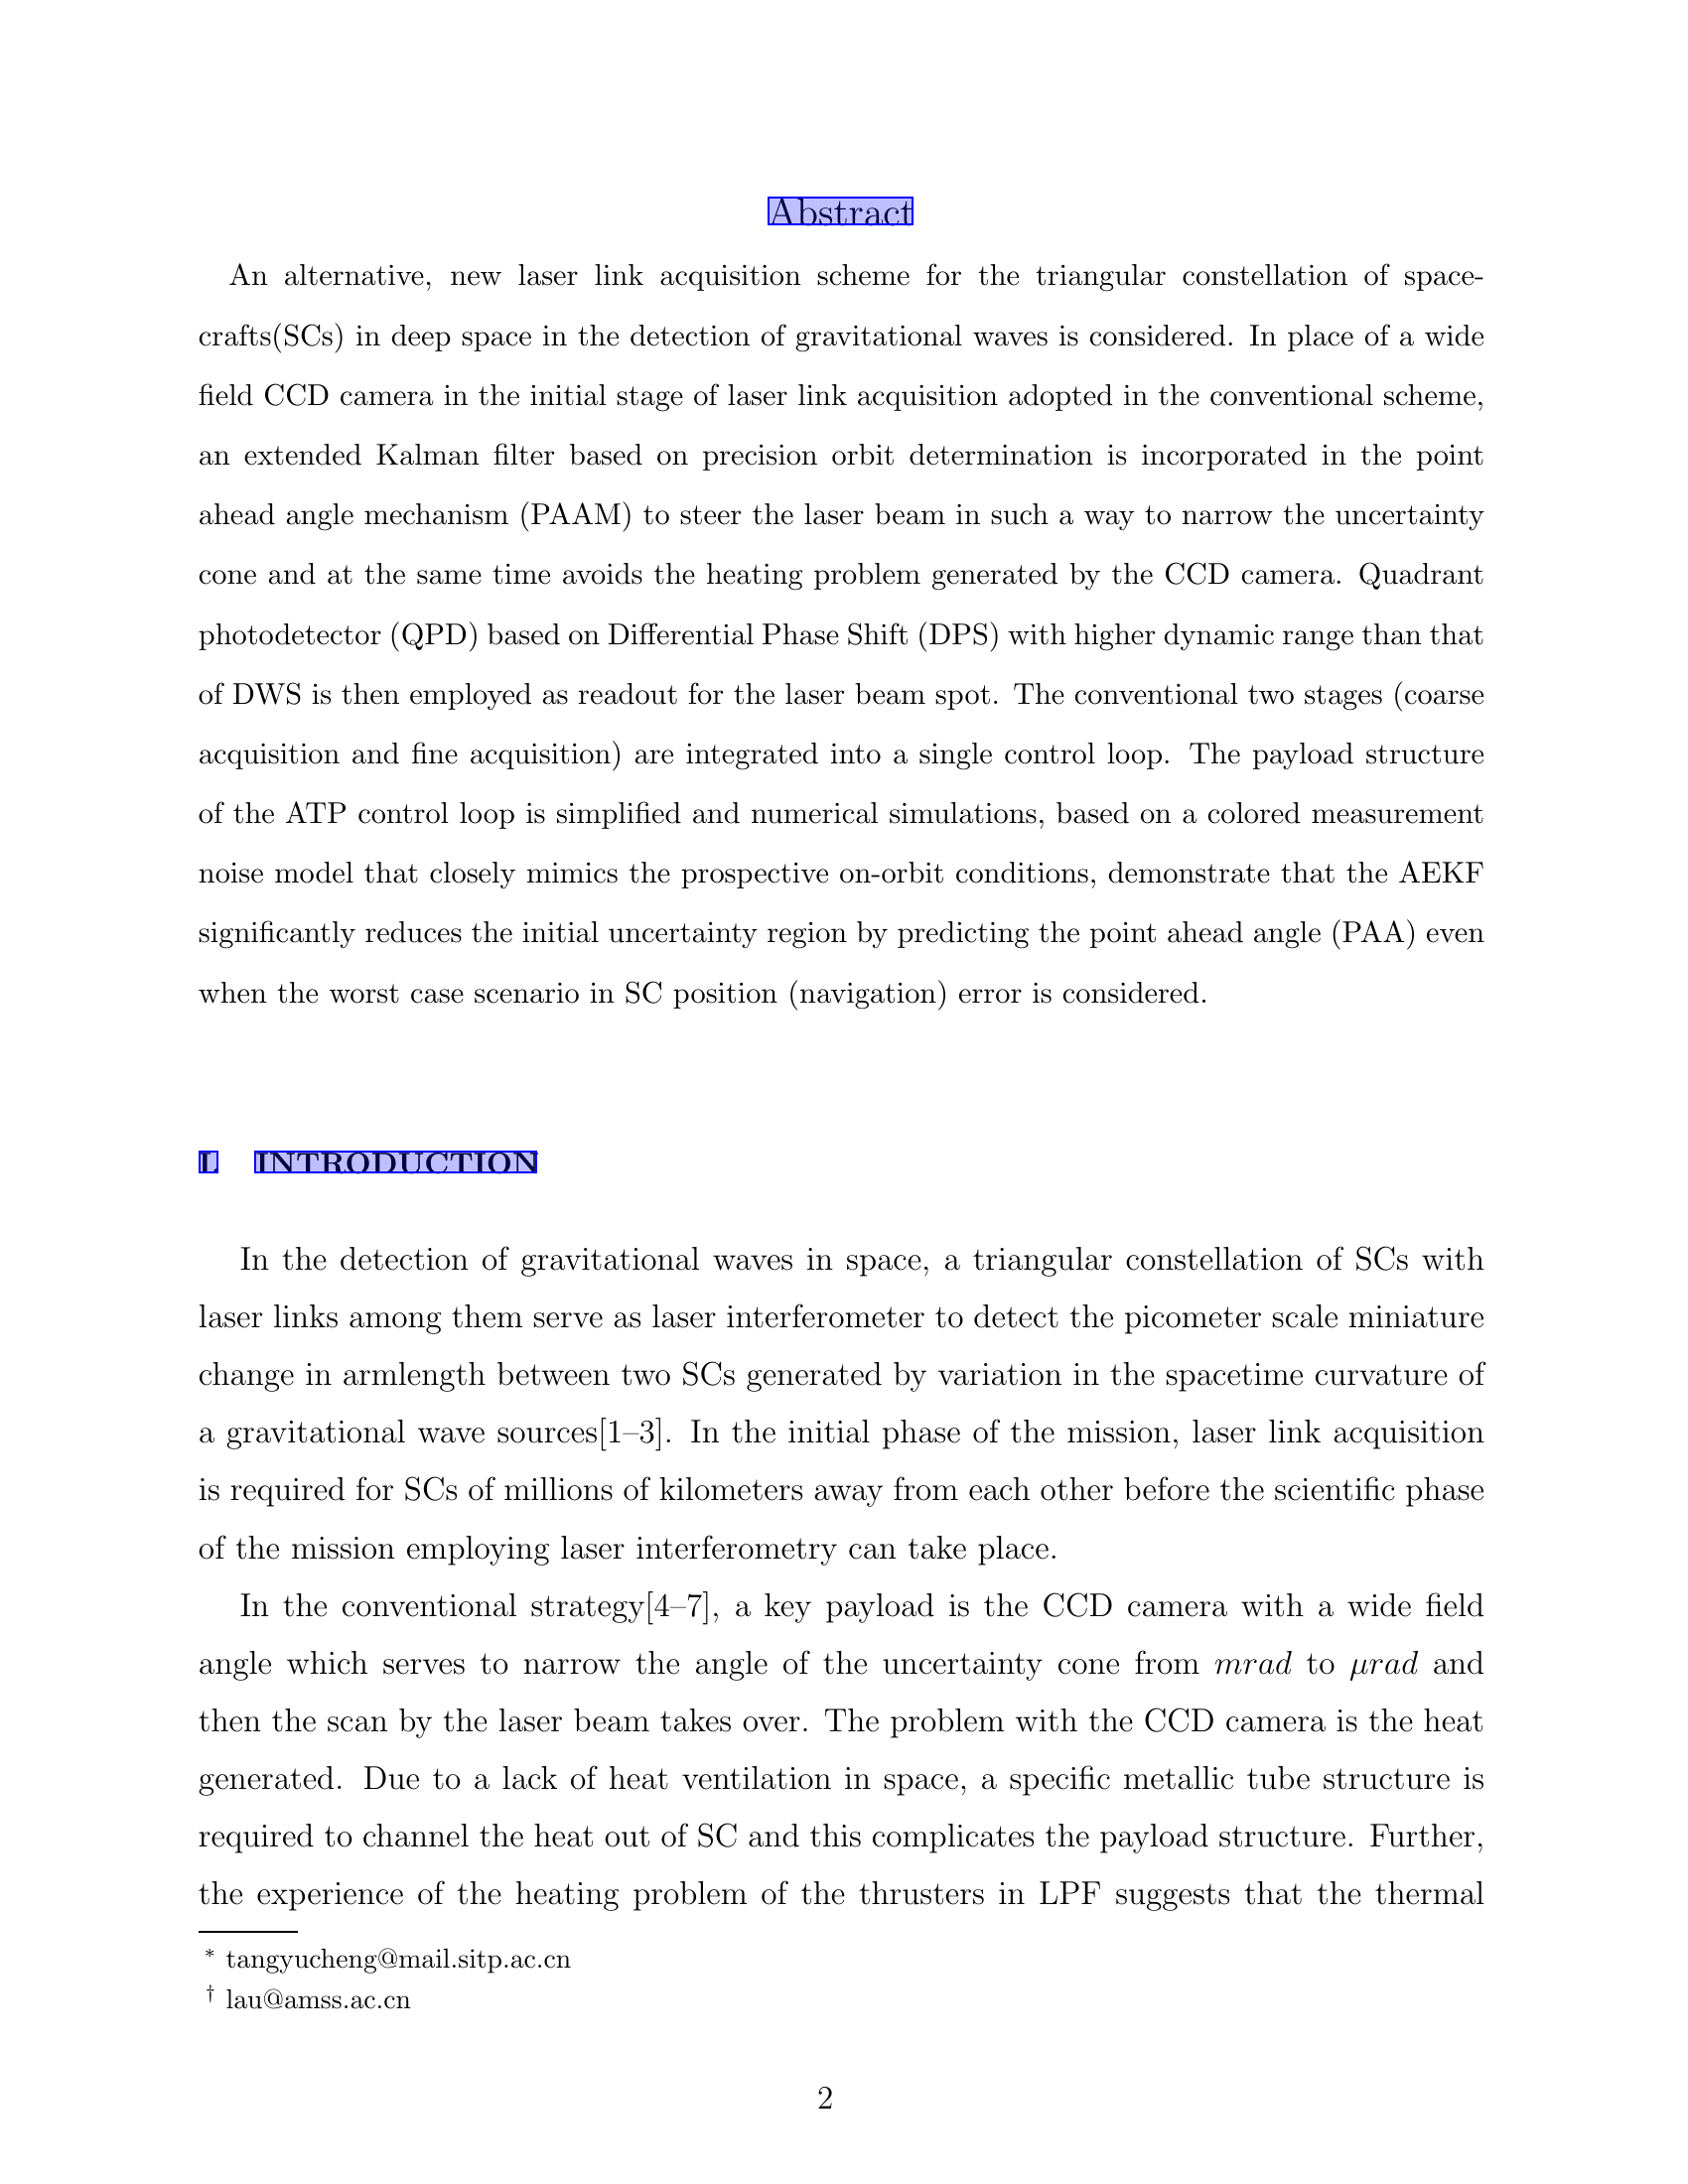 Abstract
An alternative, new laser link acquisition scheme for the triangular constellation of space-
crafts(SCs) in deep space in the detection of gravitational waves is considered. In place of a wide
field CCD camera in the initial stage of laser link acquisition adopted in the conventional scheme,
an extended Kalman filter based on precision orbit determination is incorporated in the point
ahead angle mechanism (PAAM) to steer the laser beam in such a way to narrow the uncertainty
cone and at the same time avoids the heating problem generated by the CCD camera. Quadrant
photodetector (QPD) based on Differential Phase Shift (DPS) with higher dynamic range than that
of DWS is then employed as readout for the laser beam spot. The conventional two stages (coarse
acquisition and fine acquisition) are integrated into a single control loop. The payload structure
of the ATP control loop is simplified and numerical simulations, based on a colored measurement
noise model that closely mimics the prospective on-orbit conditions, demonstrate that the AEKF
significantly reduces the initial uncertainty region by predicting the point ahead angle (PAA) even
when the worst case scenario in SC position (navigation) error is considered.
I. INTRODUCTION
In the detection of gravitational waves in space, a triangular constellation of SCs with
laser links among them serve as laser interferometer to detect the picometer scale miniature
change in armlength between two SCs generated by variation in the spacetime curvature of
a gravitational wave sources[1–3]. In the initial phase of the mission, laser link acquisition
is required for SCs of millions of kilometers away from each other before the scientific phase
of the mission employing laser interferometry can take place.
In the conventional strategy[4–7], a key payload is the CCD camera with a wide field
angle which serves to narrow the angle of the uncertainty cone from mrad to μrad and
then the scan by the laser beam takes over. The problem with the CCD camera is the heat
generated. Due to a lack of heat ventilation in space, a specific metallic tube structure is
required to channel the heat out of SC and this complicates the payload structure. Further,
the experience of the heating problem of the thrusters in LPF suggests that the thermal
* tangyucheng@mail.sitp.ac.cn
† lau@amss.ac.cn
2